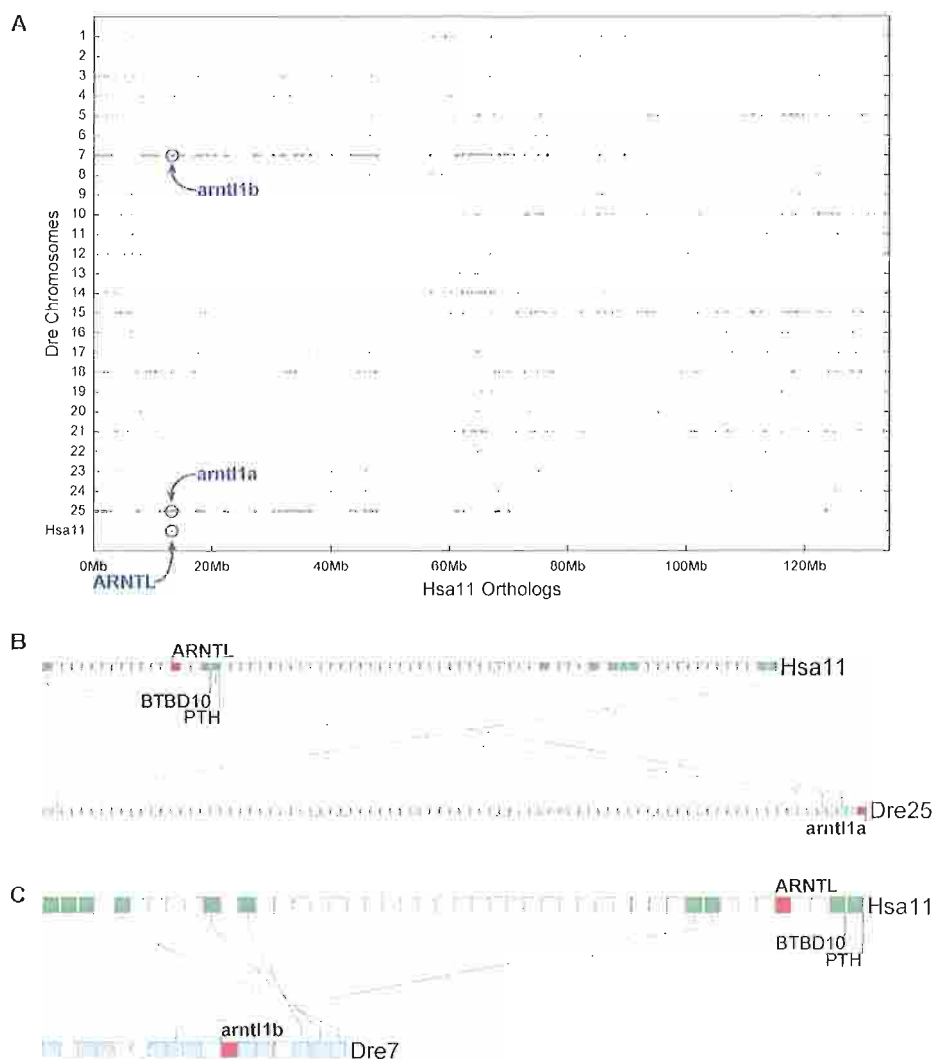 A
1
2
3
4
5
6
7
8
9
10
11
12
13
14
15
16
17
18
19
20
21
22
23
24
25
Hsa11
Dre Chromosomes
arntl1b
arntl1a
ARNTL
0Mb 20Mb 40Mb 60Mb 80Mb 100Mb 120Mb
Hsa11 Orthologs
B
ARNTL
Hsa11
BTBD10
PTH
Dre25
arntl1a
C
ARNTL
Hsa11
BTBD10
PTH
arntl1b
Dre7